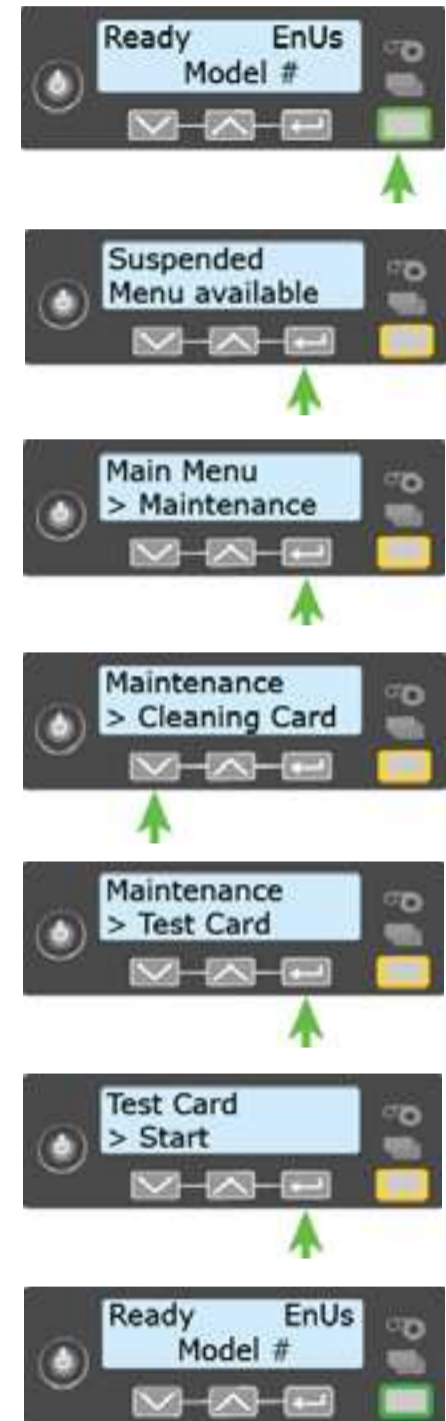 Ready EnUs
Model #
Suspended
Menu available
Main Menu
> Maintenance
Maintenance
> Cleaning Card
Maintenance
> Test Card
Test Card
> Start
Ready EnUs
Model #